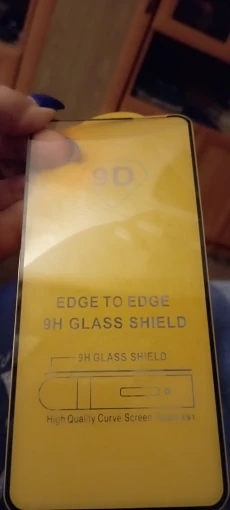 9D
EDGE TO EDGE
9H GLASS SHIELD
9H GLASS SHIELD
High Quality Curve Screen